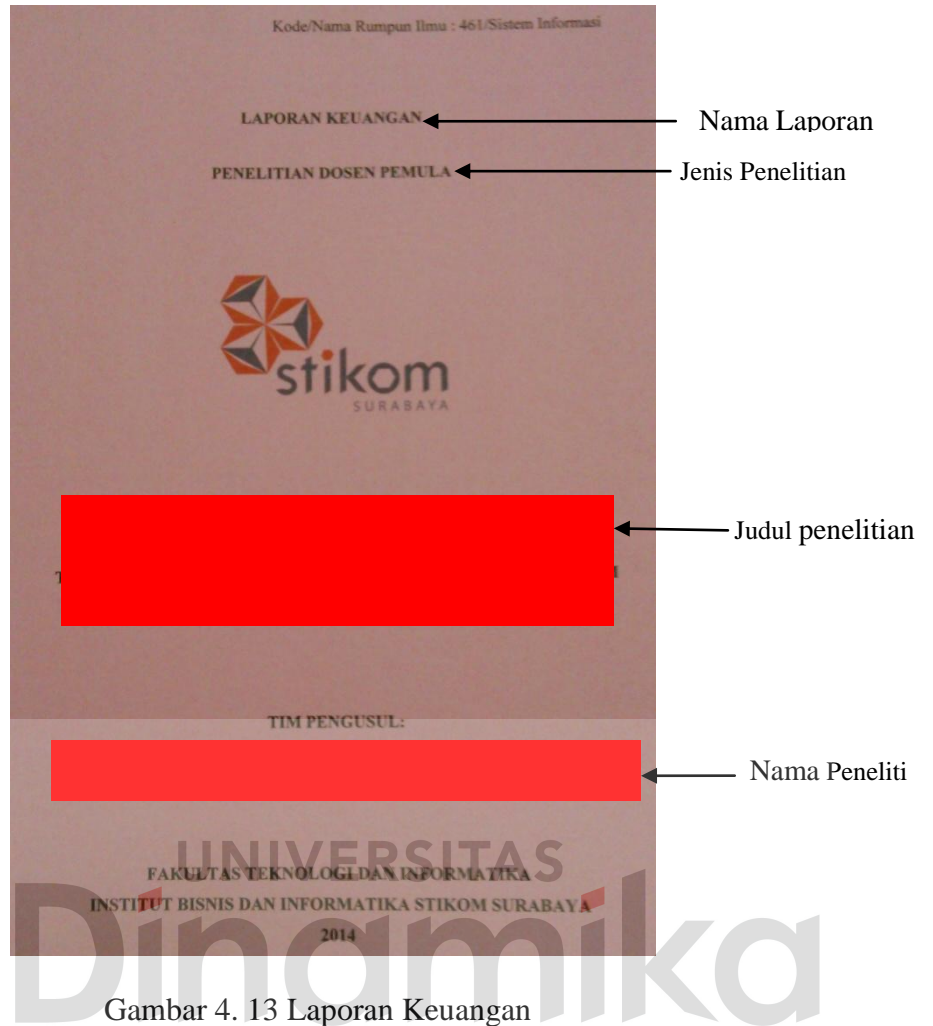 Kode/Nama Rumpun Ilmu : 461/Sistem Informasi
LAPORAN KEUANGAN
Nama Laporan
PENELITIAN DOSEN PEMULA
Jenis Penelitian
stikom
SURABAYA
Judul penelitian
TIM PENGUSUL:
Nama Peneliti
UNIVERSITAS
FAKULTAS TEKNOLOGI DAN INFORMATIKA
INSTITUT BISNIS DAN INFORMATIKA STIKOM SURABAYA
2014
Dinamika
Gambar 4. 13 Laporan Keuangan